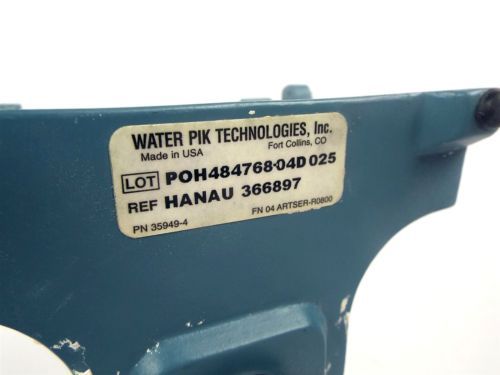 WATER PIK TECHNOLOGIES, Inc.
Made in USA Fort Collins, CO
LOT POH484768·04D 025
REF HANAU 366897
PN 35949-4 FN 04 ARTSER-R0800